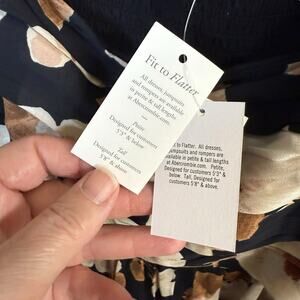 Fit to Flatter
All dresses, jumpsuits
and rompers are available
in petite & tall lengths
at Abercrombie.com.
Petite
Designed for customers
5'3" & below.
Tall
Designed for customers
5'8" & above.
to Flatter. All dresses,
jumpsuits and rompers are
available in petite & tall lengths
at Abercrombie.com. Petite,
Designed for customers 5'3" &
below. Tall, Designed for
customers 5'8" & above.